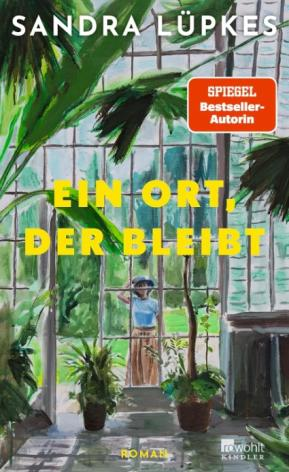 SANDRA LÜPKES
SPIEGEL
Bestseller-
Autorin
EIN ORT,
DER BLEIBT
rowohlt
KINDLER
ROMAN